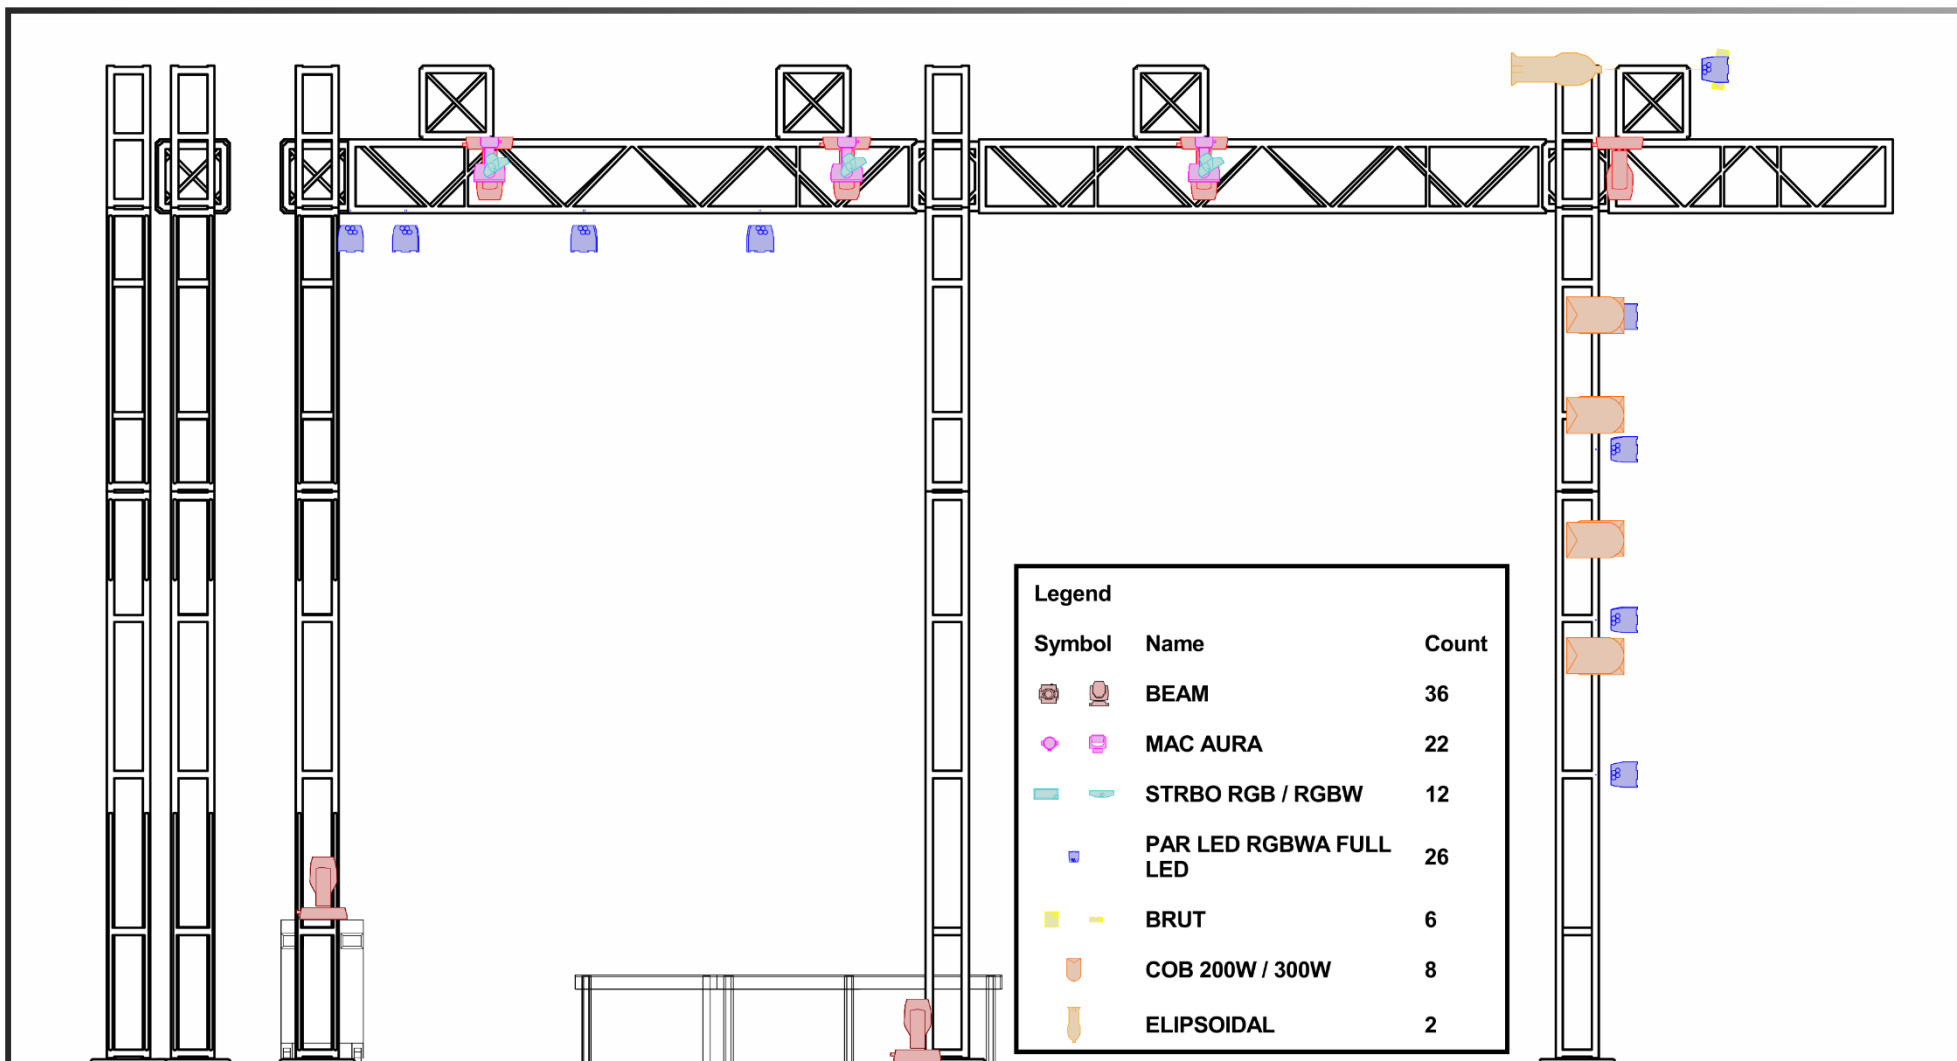 Legend
Symbol Name Count
BEAM 36
MAC AURA 22
STRBO RGB / RGBW 12
PAR LED RGBWA FULL
LED 26
BRUT 6
COB 200W / 300W 8
ELIPSOIDAL 2